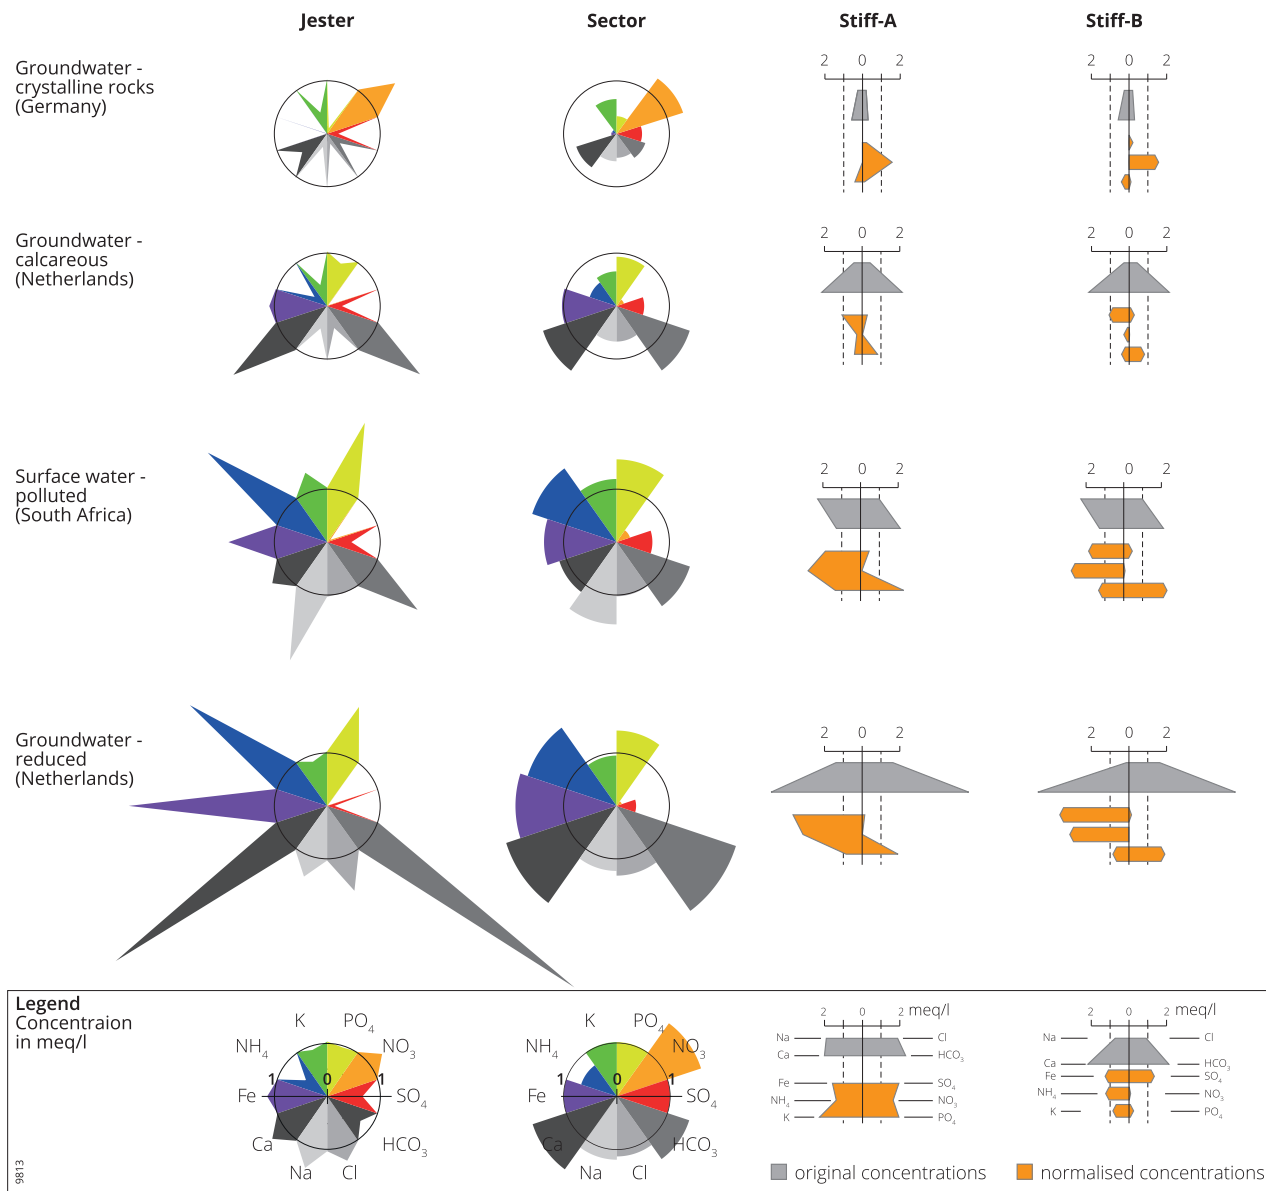 Jester Sector Stiff-A Stiff-B
Groundwater -
crystalline rocks
(Germany)
2 0 2 2 0 2
Groundwater -
calcareous
(Netherlands)
2 0 2 2 0 2
Surface water -
polluted
(South Africa)
2 0 2 2 0 2
Groundwater -
reduced
(Netherlands)
2 0 2 2 0 2
Legend
Concentraion
in meq/l
K PO4
NH4 NO3
1 0 1
Fe SO4
Ca HCO3
Na Cl
K PO4
NH4 NO3
1 0 1
Fe SO4
Ca HCO3
Na Cl
2 0 2 meq/l
Na Cl
Ca HCO3
Fe SO4
NH4 NO3
K PO4
2 0 2 meq/l
Na Cl
Ca HCO3
Fe SO4
NH4 NO3
K PO4
original concentrations normalised concentrations
9813